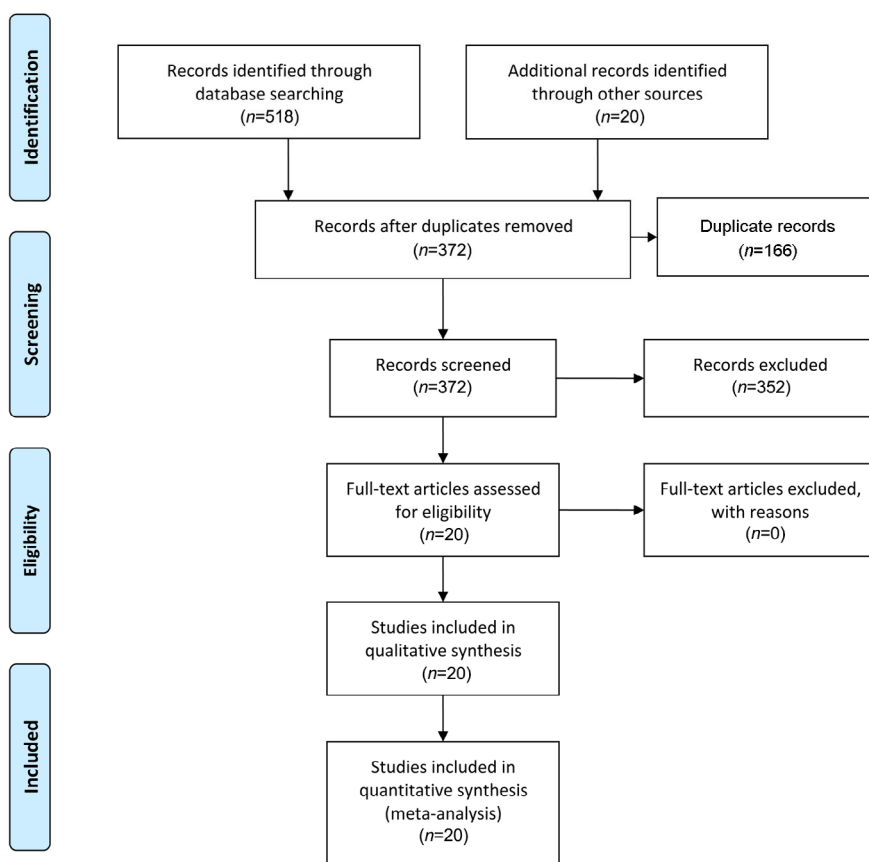 Identification
Records identified through
database searching
(n=518)
Additional records identified
through other sources
(n=20)
Records after duplicates removed
(n=372)
Duplicate records
(n=166)
Screening
Records screened
(n=372)
Records excluded
(n=352)
Eligibility
Full-text articles assessed
for eligibility
(n=20)
Full-text articles excluded,
with reasons
(n=0)
Studies included in
qualitative synthesis
(n=20)
Included
Studies included in
quantitative synthesis
(meta-analysis)
(n=20)